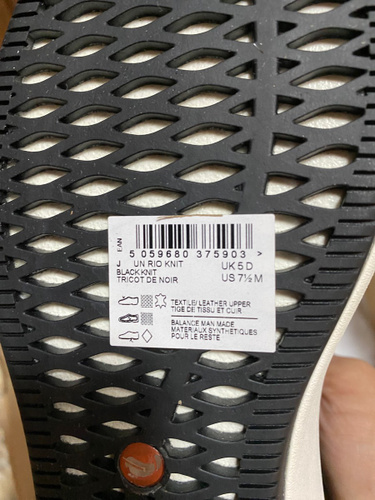 EAN
5 059680 375903 >
J UN RIO KNIT UK 5 D
BLACK KNIT US 7½ M
TRICOT DE NOIR
TEXTILE/ LEATHER UPPER
TIGE DE TISSU ET CUIR
BALANCE MAN MADE
MATERIAUX SYNTHETIQUES
POUR LE RESTE